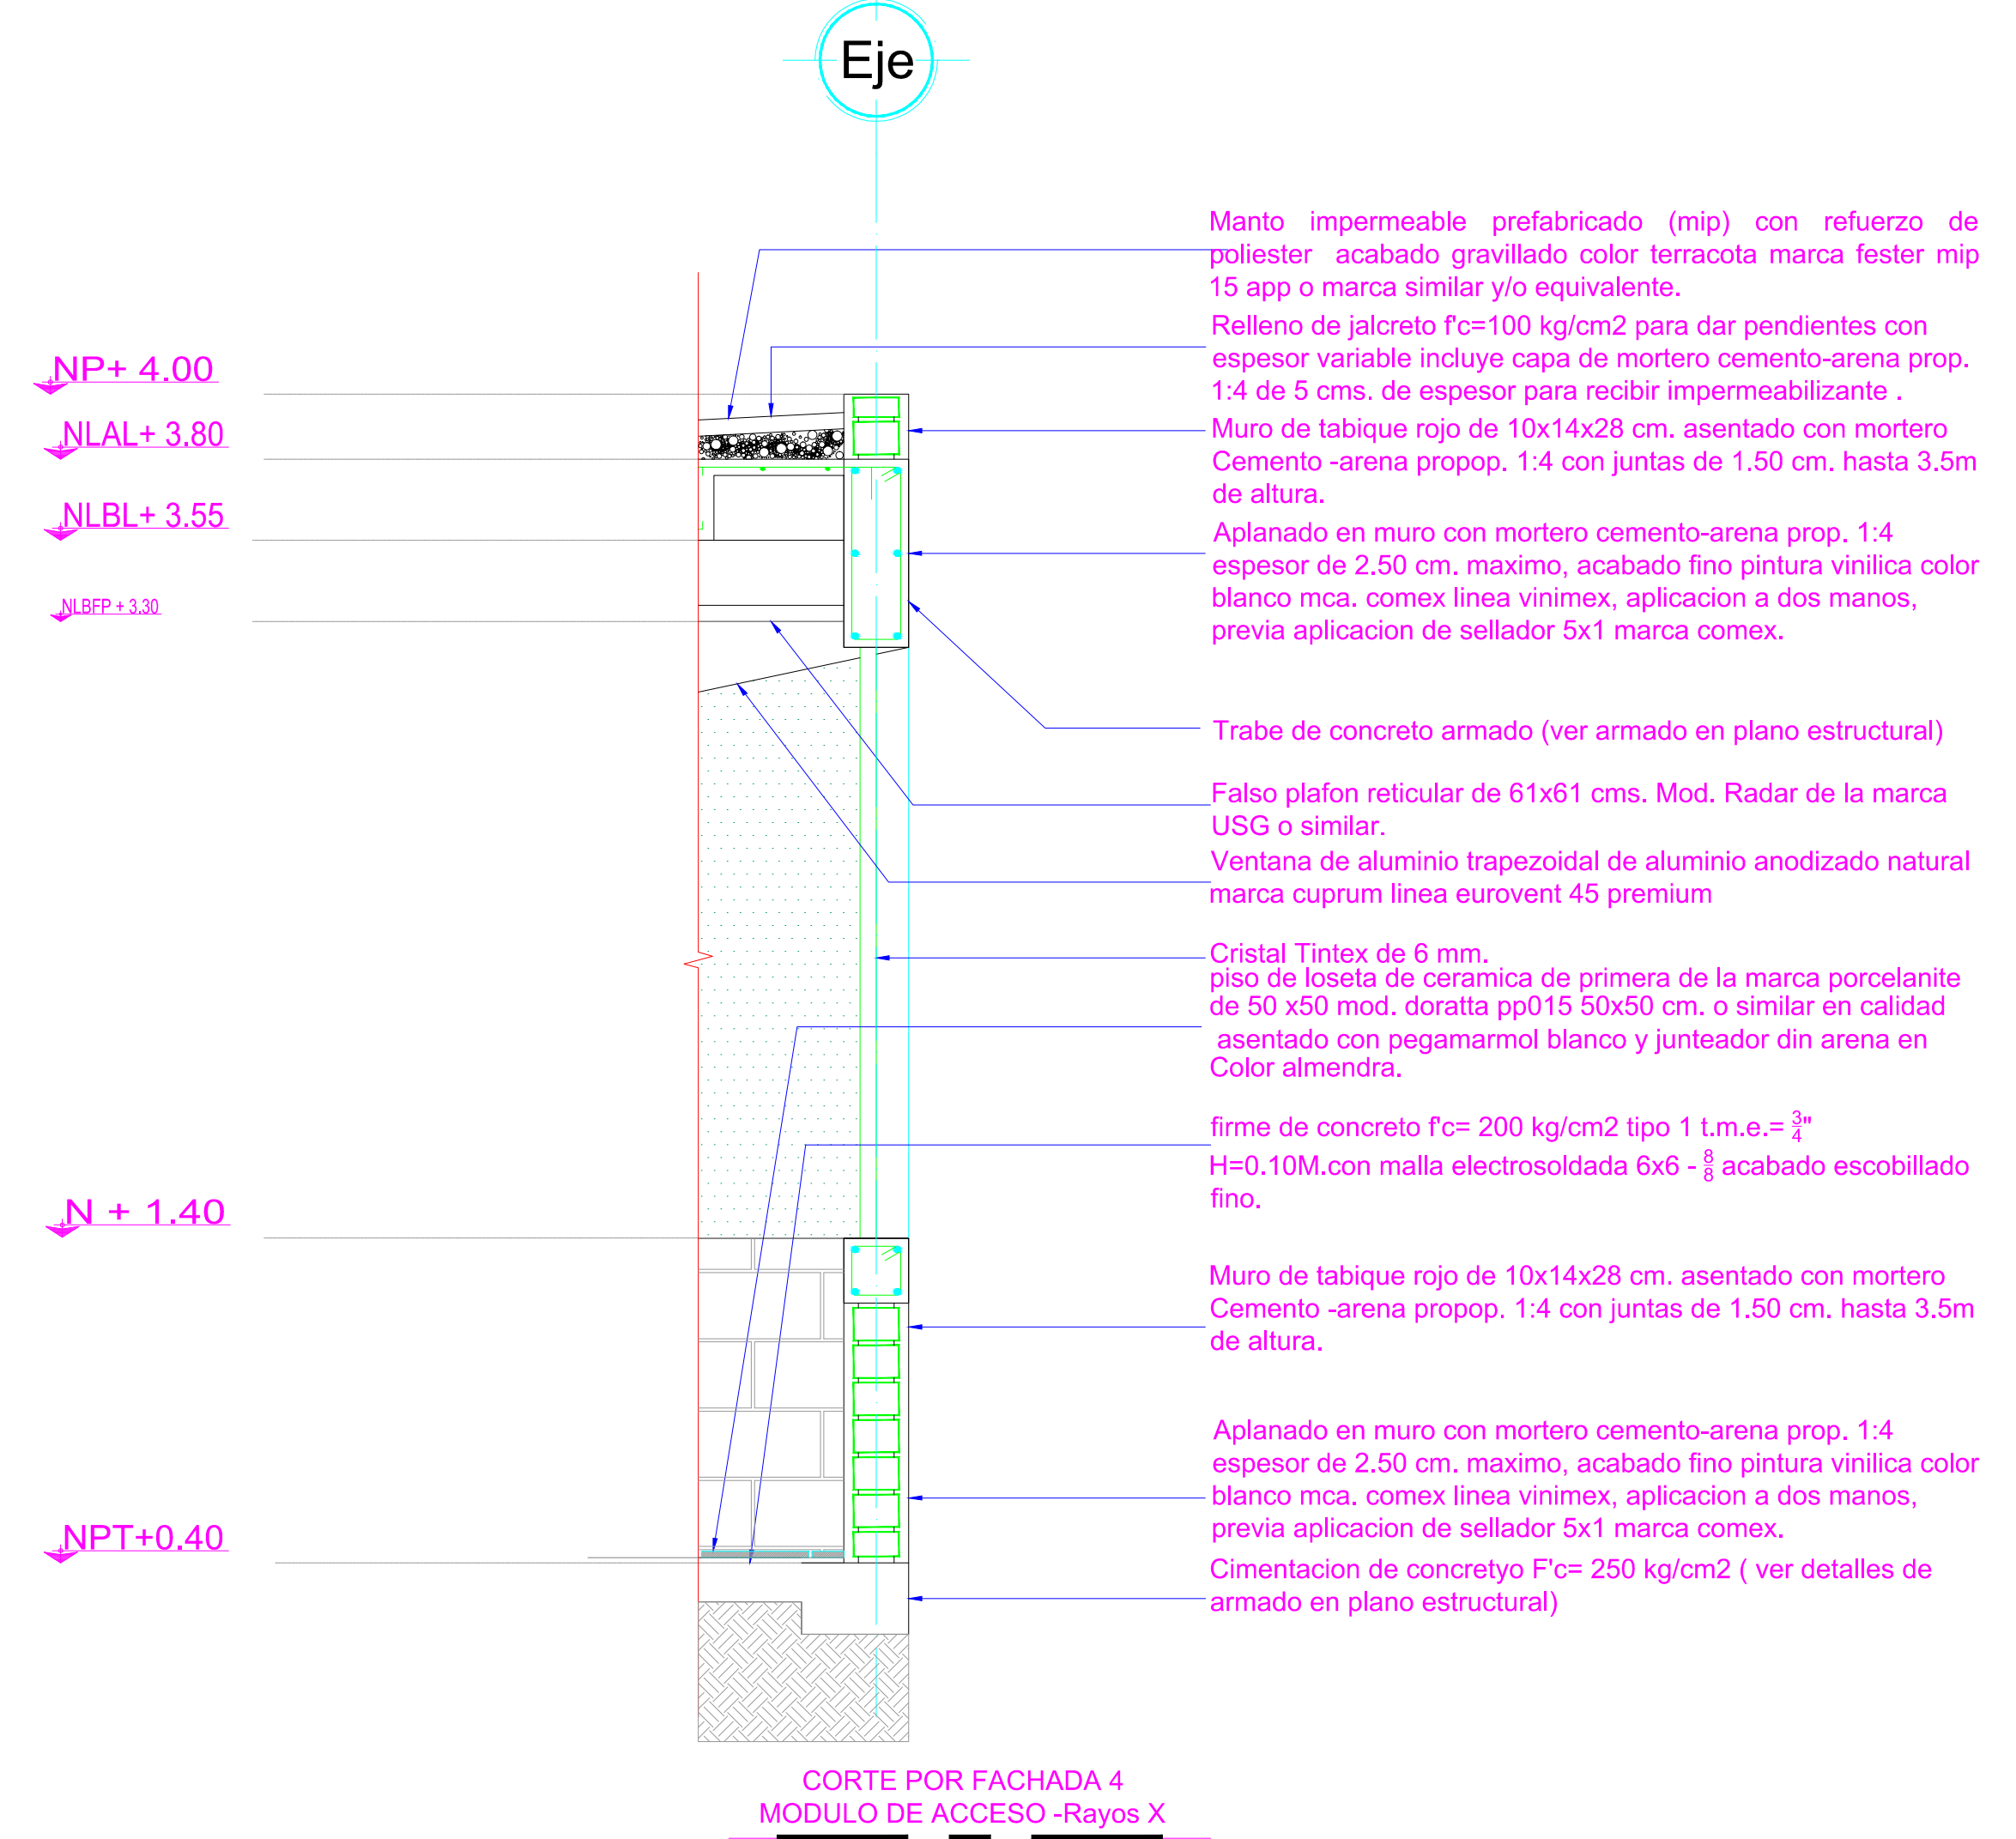 Eje
Manto impermeable prefabricado (mip) con refuerzo de
poliester acabado gravillado color terracota marca fester mip
15 app o marca similar y/o equivalente.
Relleno de jalcreto f'c=100 kg/cm2 para dar pendientes con
espesor variable incluye capa de mortero cemento-arena prop.
1:4 de 5 cms. de espesor para recibir impermeabilizante .
NP+ 4.00
Muro de tabique rojo de 10x14x28 cm. asentado con mortero
Cemento -arena propop. 1:4 con juntas de 1.50 cm. hasta 3.5m
de altura.
NLAL+ 3.80
Aplanado en muro con mortero cemento-arena prop. 1:4
espesor de 2.50 cm. maximo, acabado fino pintura vinilica color
blanco mca. comex linea vinimex, aplicacion a dos manos,
previa aplicacion de sellador 5x1 marca comex.
NLBL+ 3.55
NLBFP + 3.30
Trabe de concreto armado (ver armado en plano estructural)
Falso plafon reticular de 61x61 cms. Mod. Radar de la marca
USG o similar.
Ventana de aluminio trapezoidal de aluminio anodizado natural
marca cuprum linea eurovent 45 premium
Cristal Tintex de 6 mm.
piso de loseta de ceramica de primera de la marca porcelanite
de 50 x50 mod. doratta pp015 50x50 cm. o similar en calidad
asentado con pegamarmol blanco y junteador din arena en
Color almendra.
firme de concreto f'c= 200 kg/cm2 tipo 1 t.m.e.= 3/4"
H=0.10M.con malla electrosoldada 6x6 - 8/8 acabado escobillado
fino.
N + 1.40
Muro de tabique rojo de 10x14x28 cm. asentado con mortero
Cemento -arena propop. 1:4 con juntas de 1.50 cm. hasta 3.5m
de altura.
Aplanado en muro con mortero cemento-arena prop. 1:4
espesor de 2.50 cm. maximo, acabado fino pintura vinilica color
blanco mca. comex linea vinimex, aplicacion a dos manos,
previa aplicacion de sellador 5x1 marca comex.
NPT+0.40
Cimentacion de concretyo F'c= 250 kg/cm2 ( ver detalles de
armado en plano estructural)
CORTE POR FACHADA 4
MODULO DE ACCESO -Rayos X